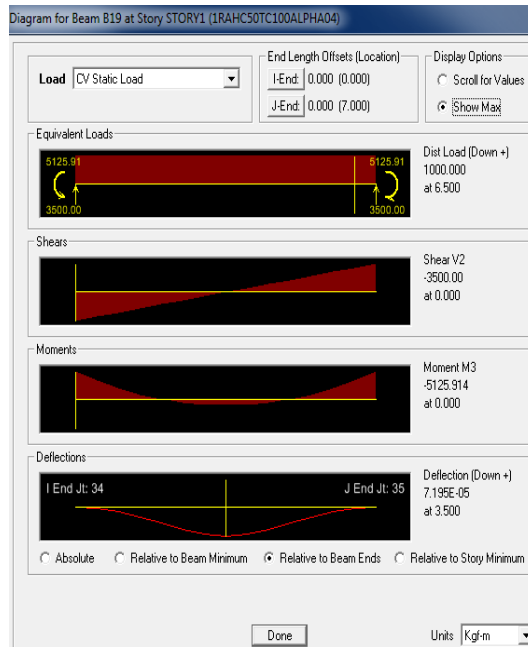 Diagram for Beam B19 at Story STORY1 (1RAHC50TC100ALPHA04)
Load CV Static Load
End Length Offsets (Location)
I-End: 0.000 (0.000)
J-End: 0.000 (7.000)
Display Options
Scroll for Values
Show Max
Equivalent Loads
5125.91 5125.91
3500.00 3500.00
Dist Load (Down +)
1000.000
at 6.500
Shears
Shear V2
-3500.00
at 0.000
Moments
Moment M3
-5125.914
at 0.000
Deflections
I End Jt: 34 J End Jt: 35
Deflection (Down +)
7.195E-05
at 3.500
Absolute Relative to Beam Minimum Relative to Beam Ends Relative to Story Minimum
Done Units Kgf-m